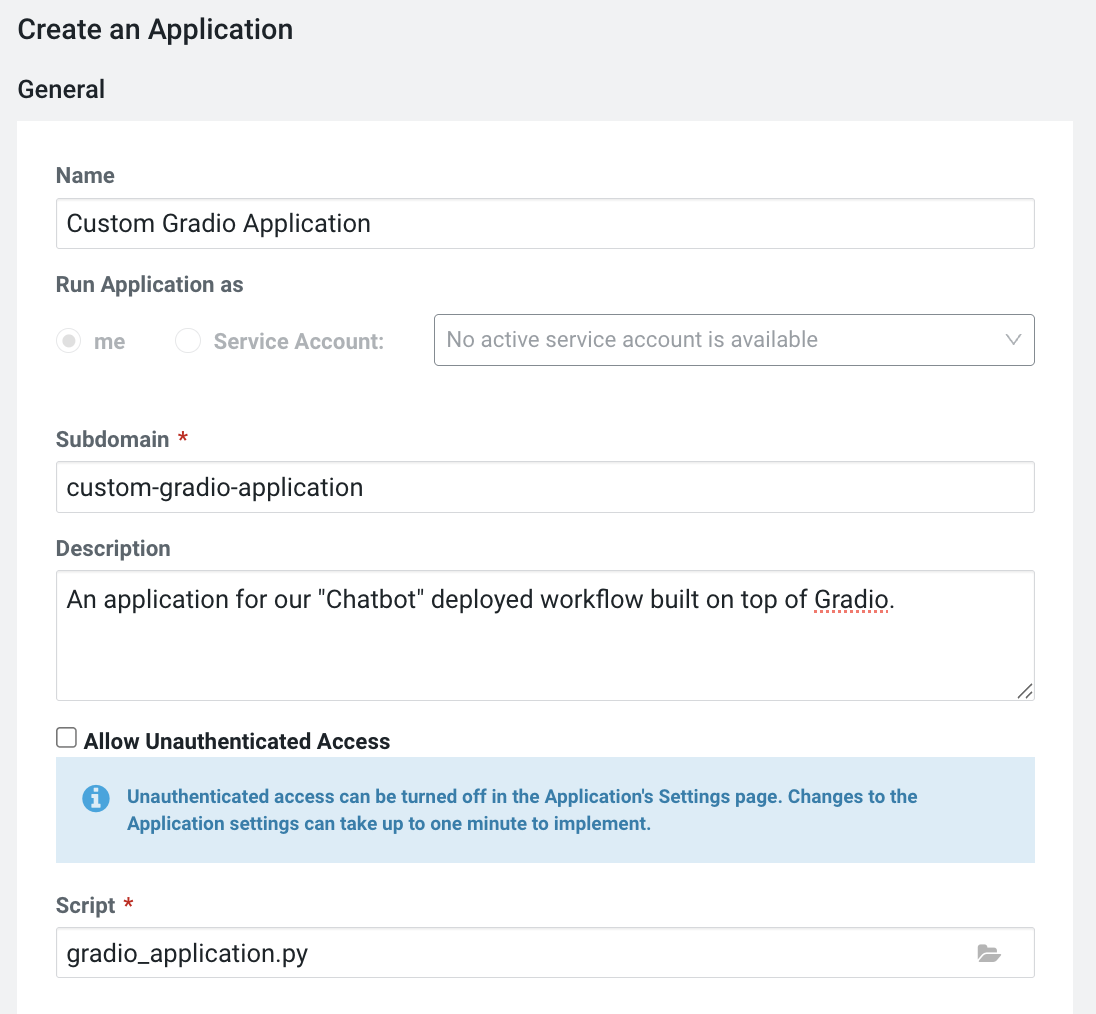 Create an Application
General
Name
Custom Gradio Application
Run Application as
me
Service Account:
No active service account is available
Subdomain *
custom-gradio-application
Description
An application for our "Chatbot" deployed workflow built on top of Gradio.
Allow Unauthenticated Access
Unauthenticated access can be turned off in the Application's Settings page. Changes to the
Application settings can take up to one minute to implement.
Script *
gradio_application.py